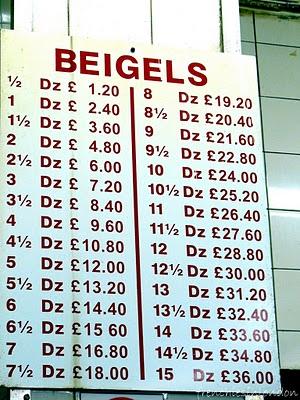 BEIGELS
½ Dz £ 1.20
1 Dz £ 2.40
1½ Dz £ 3.60
2 Dz £ 4.80
2½ Dz £ 6.00
3 Dz £ 7.20
3½ Dz £ 8.40
4 Dz £ 9.60
4½ Dz £10.80
5 Dz £12.00
5½ Dz £13.20
6 Dz £14.40
6½ Dz £15 60
7 Dz £16.80
7½ Dz £18.00
8 Dz £19.20
8½ Dz £20.40
9 Dz £21.60
9½ Dz £22.80
10 Dz £24.00
10½ Dz £25.20
11 Dz £26.40
11½ Dz £27.60
12 Dz £28.80
12½ Dz £30.00
13 Dz £31.20
13½ Dz £32.40
14 Dz £33.60
14½ Dz £34.80
15 Dz £36.00